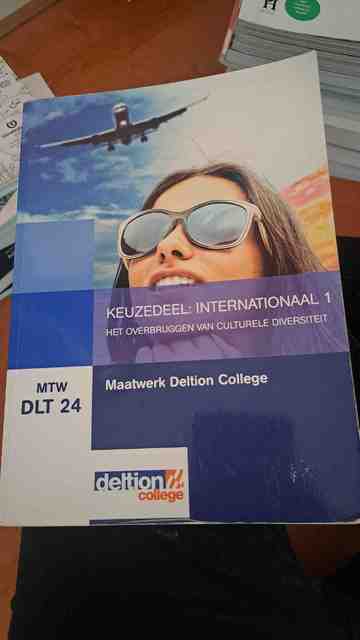 KEUZEDEEL: INTERNATIONAAL 1
HET OVERBRUGGEN VAN CULTURELE DIVERSITEIT
MTW
DLT 24
Maatwerk Deltion College
deltion
college